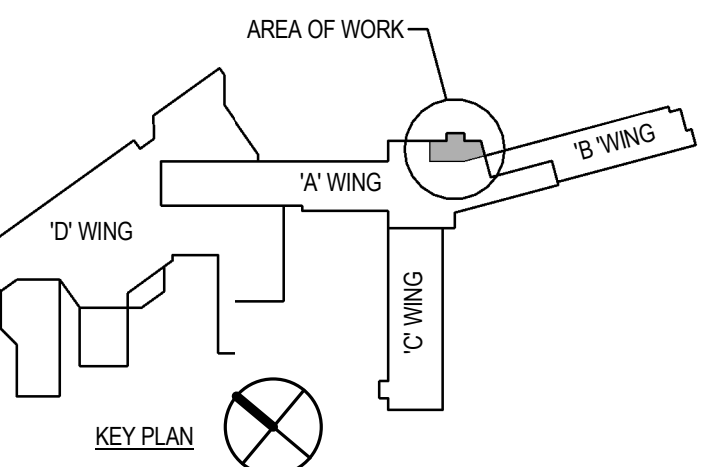 AREA OF WORK
'B 'WING
'A' WING
'D' WING
'C' WING
KEY PLAN